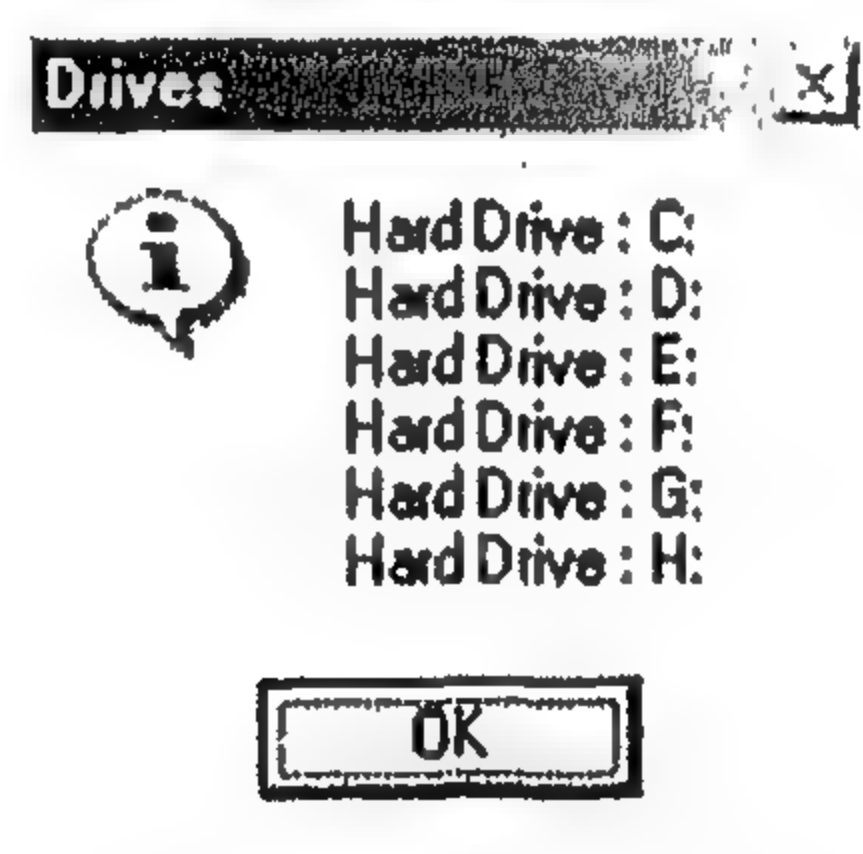 Drives
Hard Drive : C:
Hard Drive : D:
Hard Drive : E:
Hard Drive : F:
Hard Drive : G:
Hard Drive : H:
OK